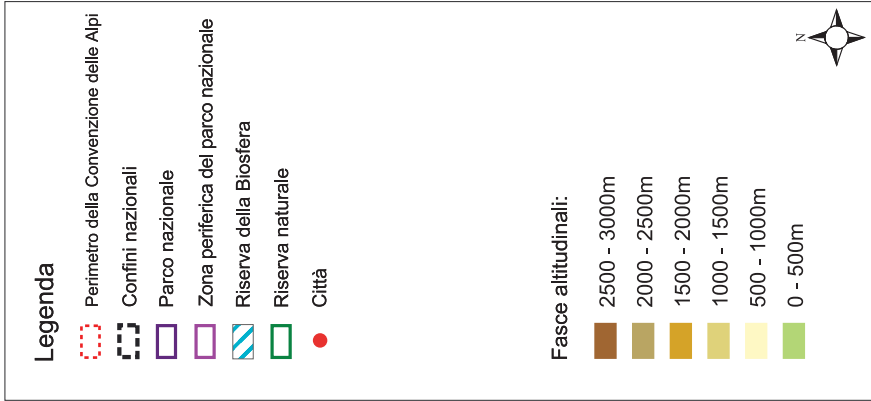 Legenda
Perimetro della Convenzione delle Alpi
Confini nazionali
Parco nazionale
Zona periferica del parco nazionale
Riserva della Biosfera
Riserva naturale
Città
Fasce altitudinali:
2500 - 3000m
2000 - 2500m
1500 - 2000m
1000 - 1500m
500 - 1000m
0 - 500m
N